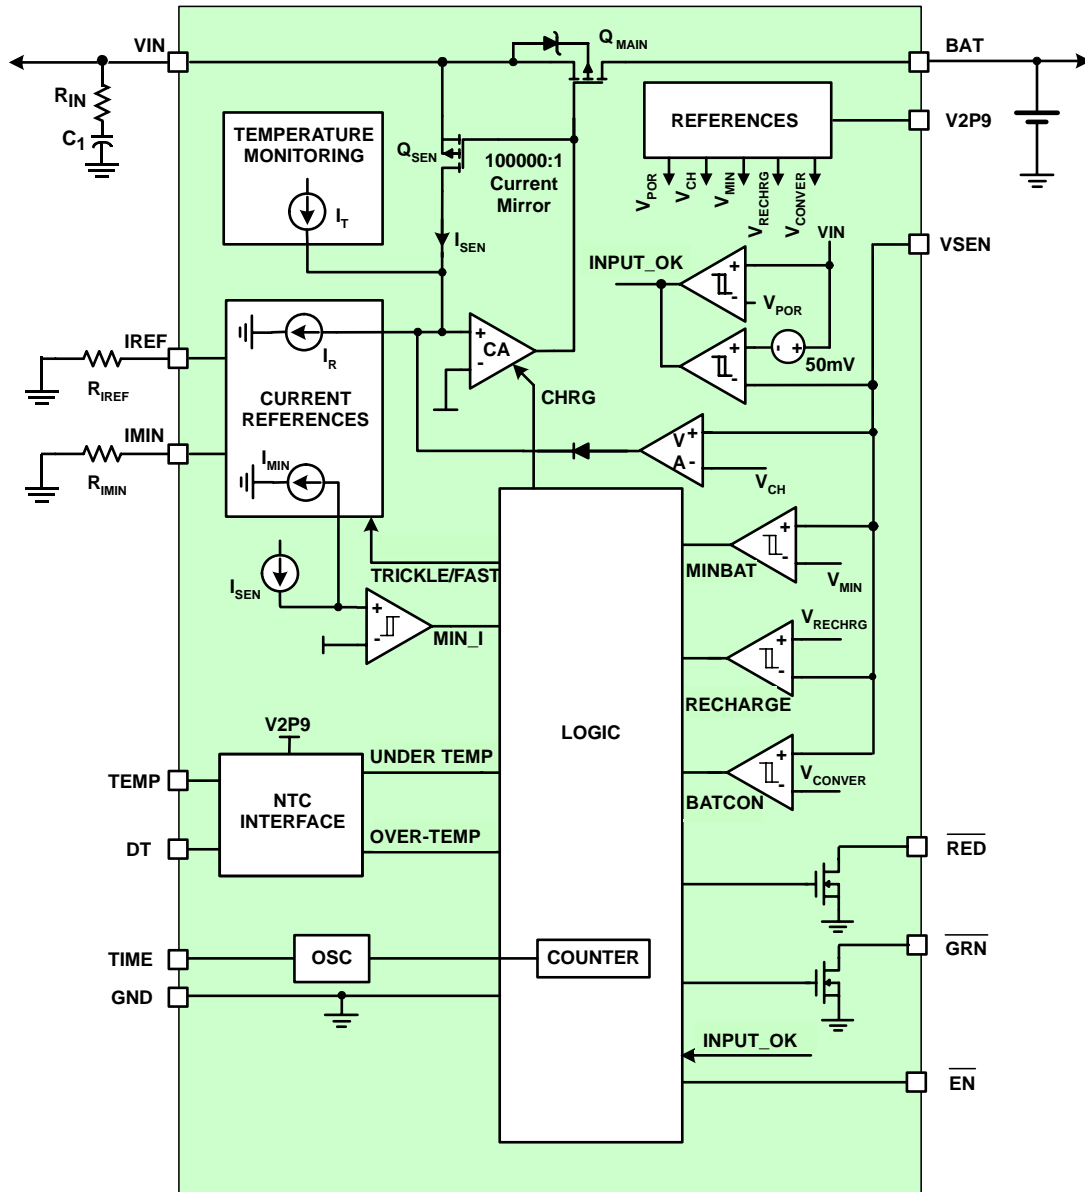 VIN
Q MAIN
BAT
RIN
C1
TEMPERATURE
MONITORING
IT
QSEN
100000:1
Current
Mirror
REFERENCES
V2P9
VPOR
VCH
VMIN
VRECHRG
VCONVER
ISEN
VIN
VSEN
INPUT_OK
+
-
VPOR
IREF
RIREF
IR
+
CA
-
+
-
- +
50mV
CURRENT
REFERENCES
CHRG
IMIN
RIMIN
IMIN
V +
A -
VCH
TRICKLE/FAST
MINBAT
+
-
VMIN
ISEN
+
-
MIN_I
VRECHRG
+
-
RECHARGE
LOGIC
V2P9
UNDER TEMP
+
-
VCONVER
BATCON
TEMP
NTC
INTERFACE
OVER-TEMP
DT
RED
GRN
TIME
OSC
COUNTER
GND
INPUT_OK
EN